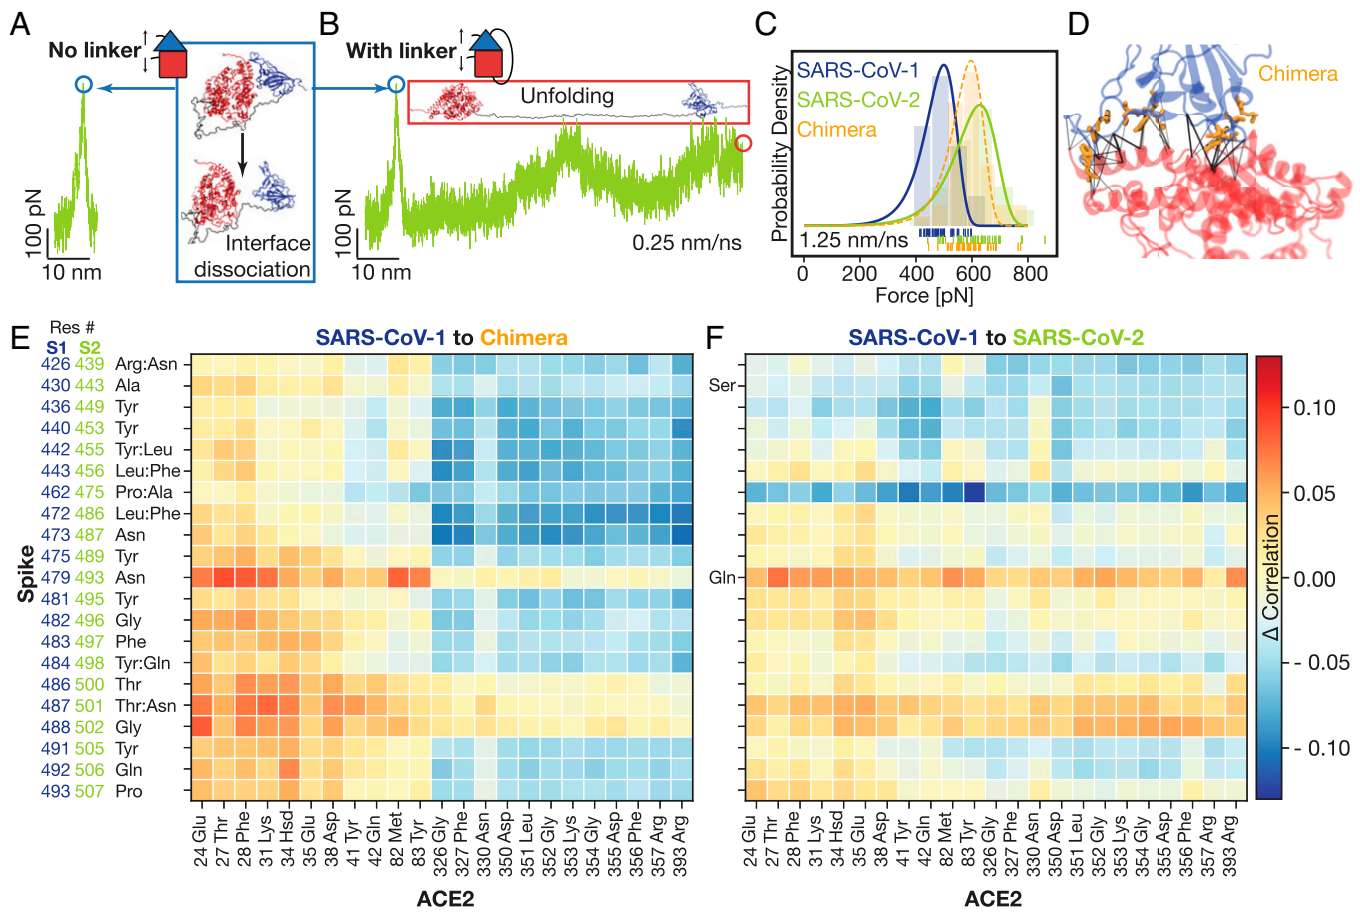 A
No linker
100 pN
10 nm
Interface
dissociation
B
With linker
Unfolding
100 pN
10 nm
0.25 nm/ns
C
SARS-CoV-1
SARS-CoV-2
Chimera
Probability Density
1.25 nm/ns
0 200 400 600 800
Force [pN]
D
Chimera
E
Res #
S1 S2
SARS-CoV-1 to Chimera
Spike
426 439 Arg:Asn
430 443 Ala
436 449 Tyr
440 453 Tyr
442 455 Tyr:Leu
443 456 Leu:Phe
462 475 Pro:Ala
472 486 Leu:Phe
473 487 Asn
475 489 Tyr
479 493 Asn
481 495 Tyr
482 496 Gly
483 497 Phe
484 498 Tyr:Gln
486 500 Thr
487 501 Thr:Asn
488 502 Gly
491 505 Tyr
492 506 Gln
493 507 Pro
24 Glu
27 Thr
28 Phe
31 Lys
34 Hsd
35 Glu
38 Asp
41 Tyr
42 Gln
82 Met
83 Tyr
326 Gly
327 Phe
330 Asn
350 Asp
351 Leu
352 Gly
353 Lys
354 Gly
355 Asp
356 Phe
357 Arg
393 Arg
ACE2
F
SARS-CoV-1 to SARS-CoV-2
Ser
Gln
24 Glu
27 Thr
28 Phe
31 Lys
34 Hsd
35 Glu
38 Asp
41 Tyr
42 Gln
82 Met
83 Tyr
326 Gly
327 Phe
330 Asn
350 Asp
351 Leu
352 Gly
353 Lys
354 Gly
355 Asp
356 Phe
357 Arg
393 Arg
ACE2
Δ Correlation
0.10
0.05
0.00
- 0.05
- 0.10